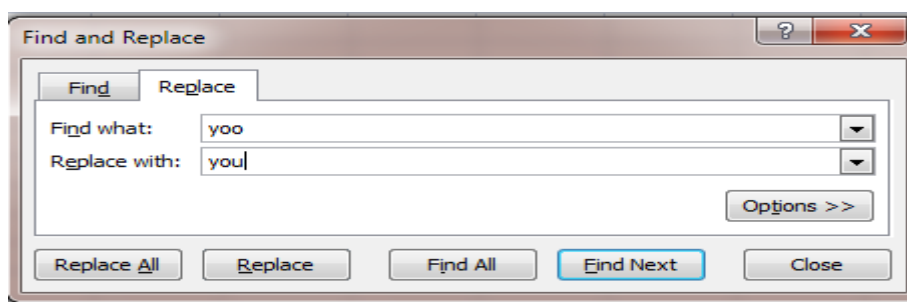 Find and Replace ?
Find Replace
Find what: yoo
Replace with: you
Options >>
Replace All Replace Find All Find Next Close